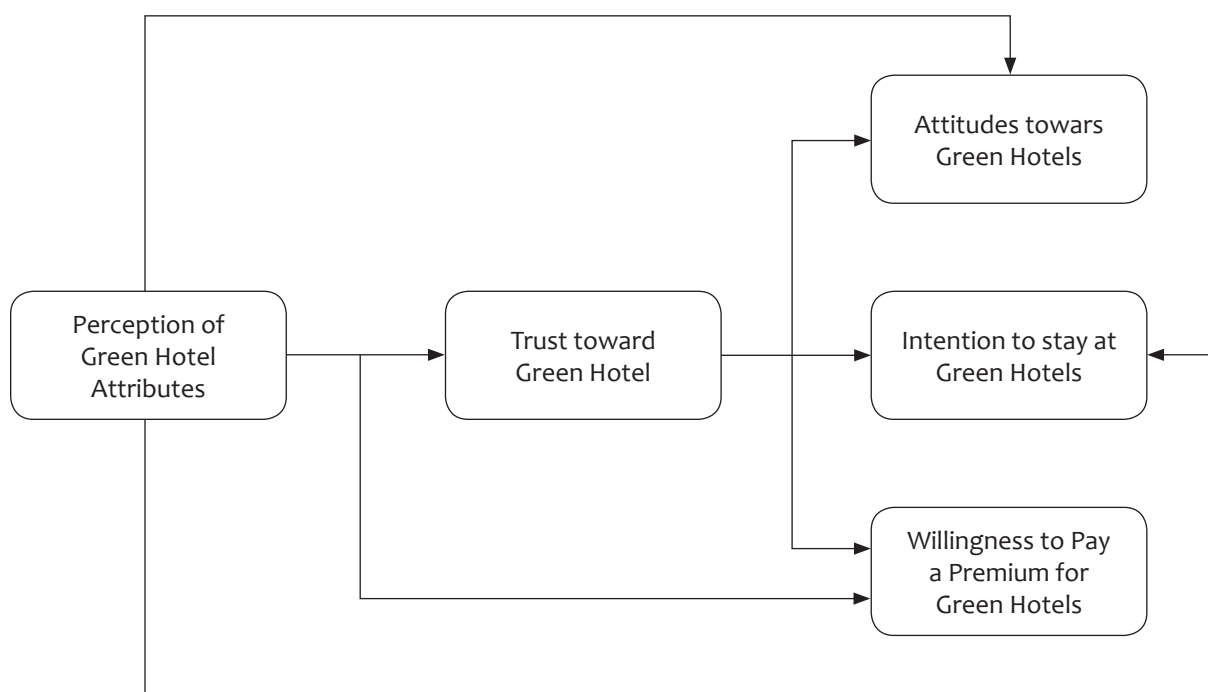 Attitudes towars
Green Hotels
Perception of
Green Hotel
Attributes
Trust toward
Green Hotel
Intention to stay at
Green Hotels
Willingness to Pay
a Premium for
Green Hotels